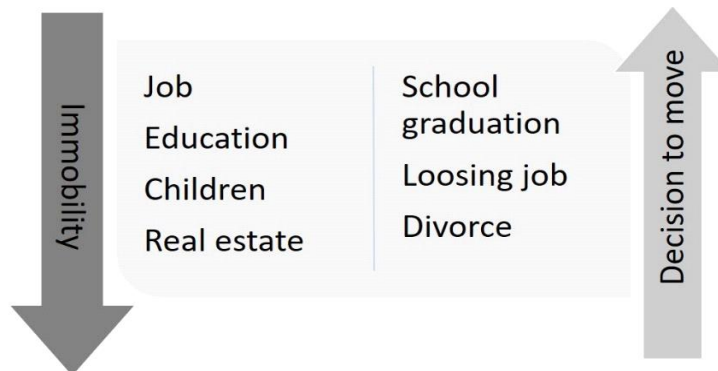 Immobility
Job
Education
Children
Real estate
School
graduation
Loosing job
Divorce
Decision to move